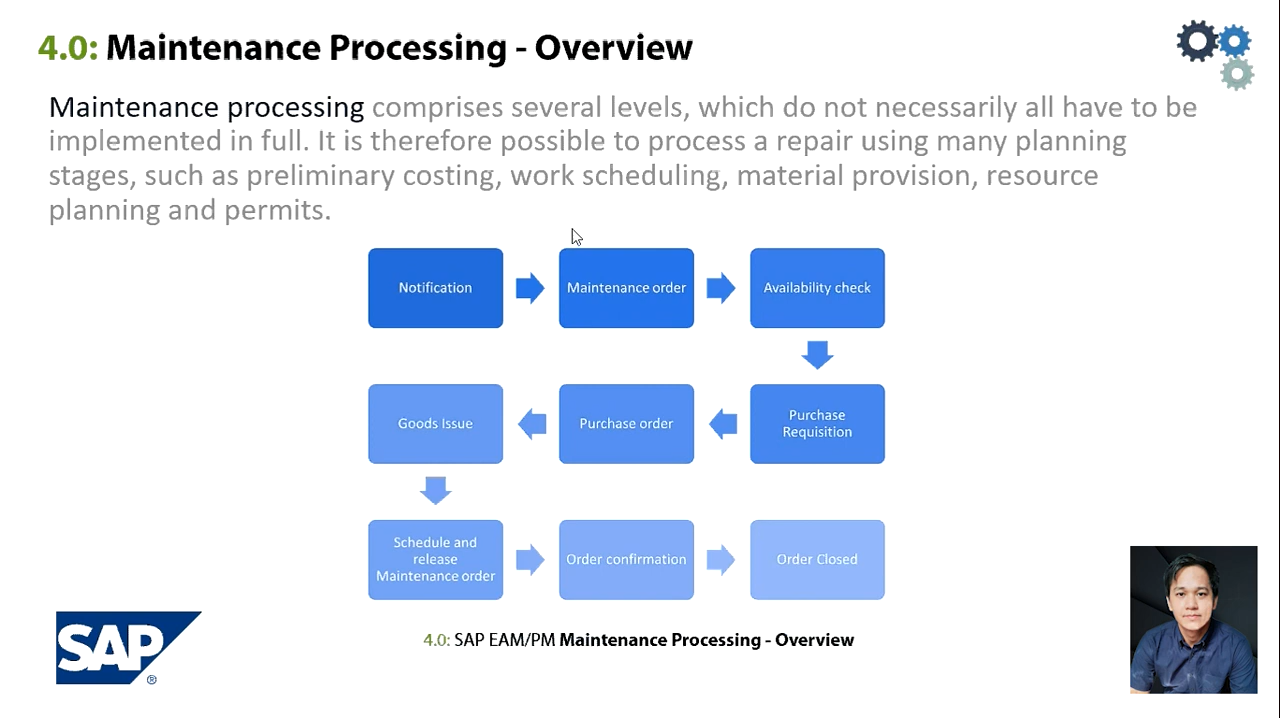 4.0: Maintenance Processing - Overview
Maintenance processing comprises several levels, which do not necessarily all have to be
implemented in full. It is therefore possible to process a repair using many planning
stages, such as preliminary costing, work scheduling, material provision, resource
planning and permits.
Notification
Maintenance order
Availability check
Goods Issue
Purchase order
Purchase
Requisition
Schedule and
release
Maintenance order
Order confirmation
Order Closed
SAP
®
4.0: SAP EAM/PM Maintenance Processing - Overview